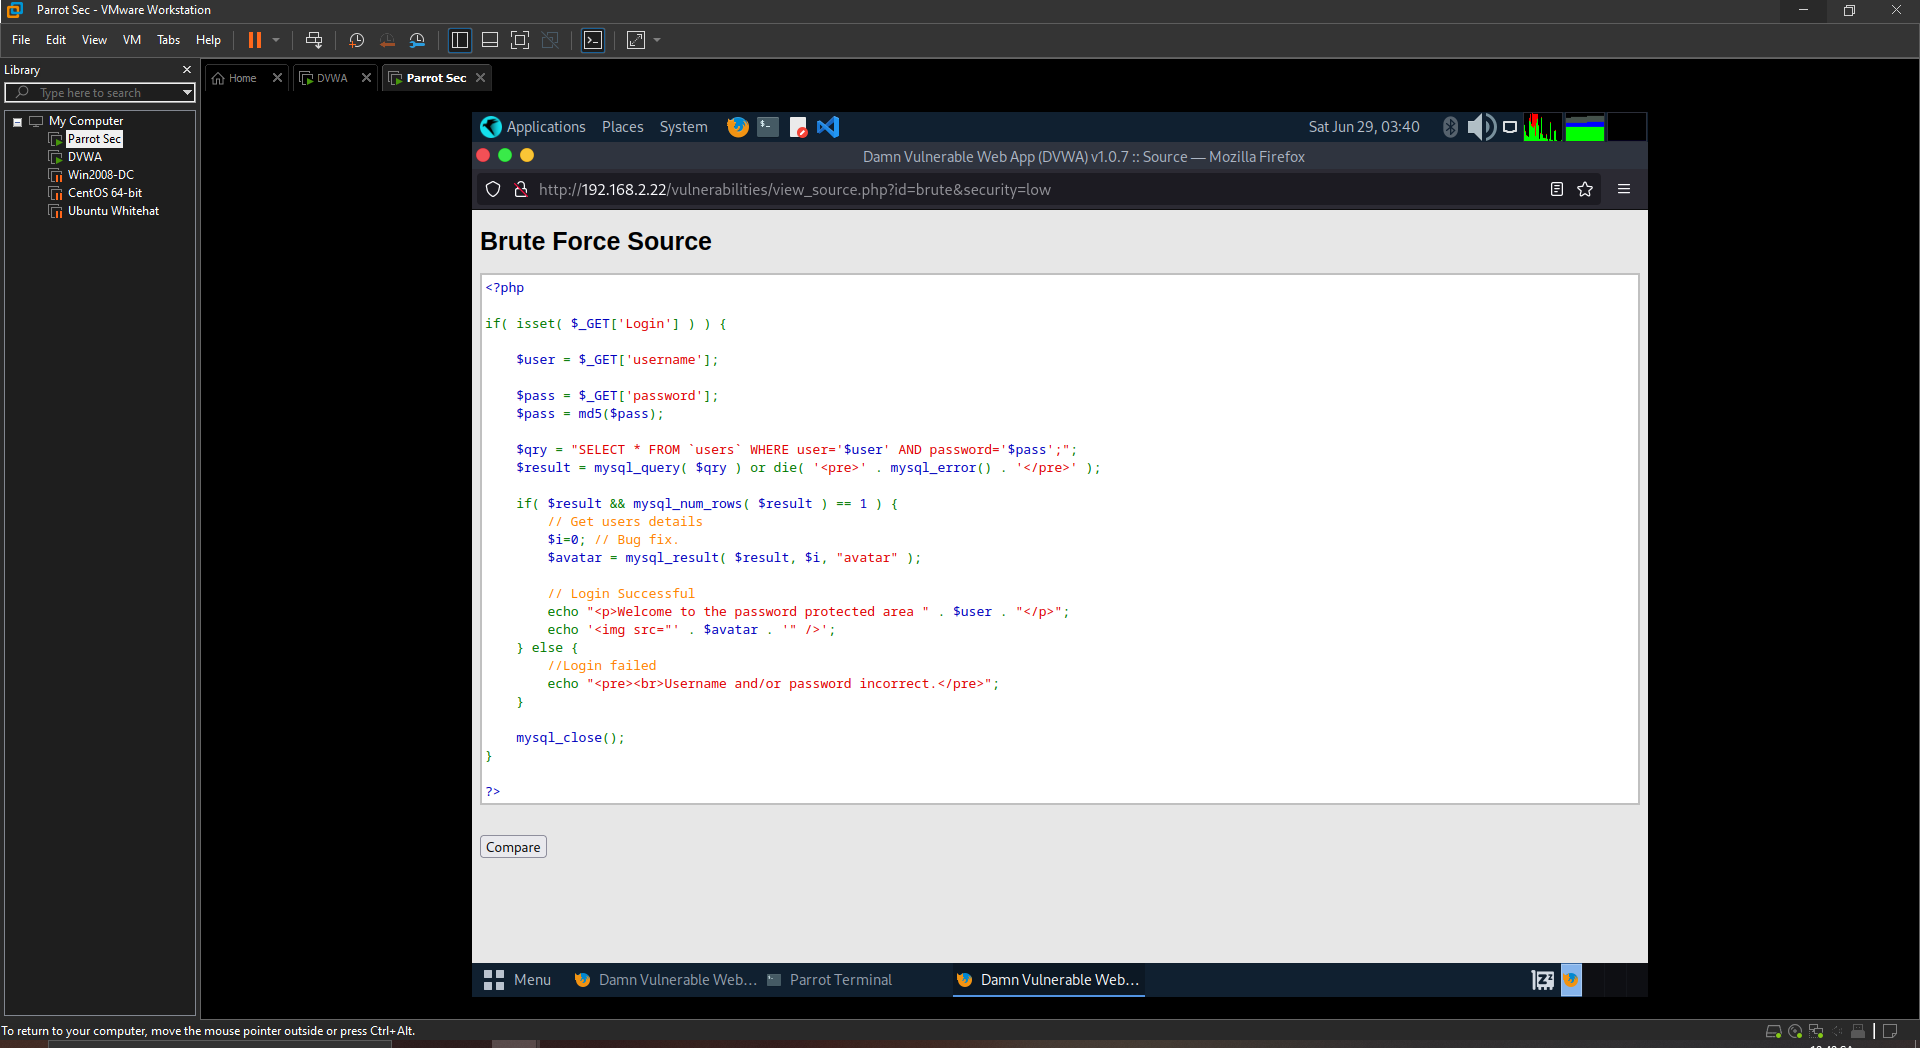 Parrot Sec - VMware Workstation
File Edit View VM Tabs Help
Library
Home DVWA Parrot Sec
Type here to search
My Computer
Parrot Sec
DVWA
Win2008-DC
CentOS 64-bit
Ubuntu Whitehat
Applications Places System Sat Jun 29, 03:40
Damn Vulnerable Web App (DVWA) v1.0.7 :: Source — Mozilla Firefox
http://192.168.2.22/vulnerabilities/view_source.php?id=brute&security=low
Brute Force Source
<?php
if( isset( $_GET['Login'] ) ) {
$user = $_GET['username'];
$pass = $_GET['password'];
$pass = md5($pass);
$qry = "SELECT * FROM `users` WHERE user='$user' AND password='$pass';";
$result = mysql_query( $qry ) or die( '<pre>' . mysql_error() . '</pre>' );
if( $result && mysql_num_rows( $result ) == 1 ) {
// Get users details
$i=0; // Bug fix.
$avatar = mysql_result( $result, $i, "avatar" );
// Login Successful
echo "<p>Welcome to the password protected area " . $user . "</p>";
echo '<img src="' . $avatar . '" />';
} else {
//Login failed
echo "<pre><br>Username and/or password incorrect.</pre>";
}
mysql_close();
}
?>
Compare
Menu Damn Vulnerable Web... Parrot Terminal Damn Vulnerable Web...
To return to your computer, move the mouse pointer outside or press Ctrl+Alt.